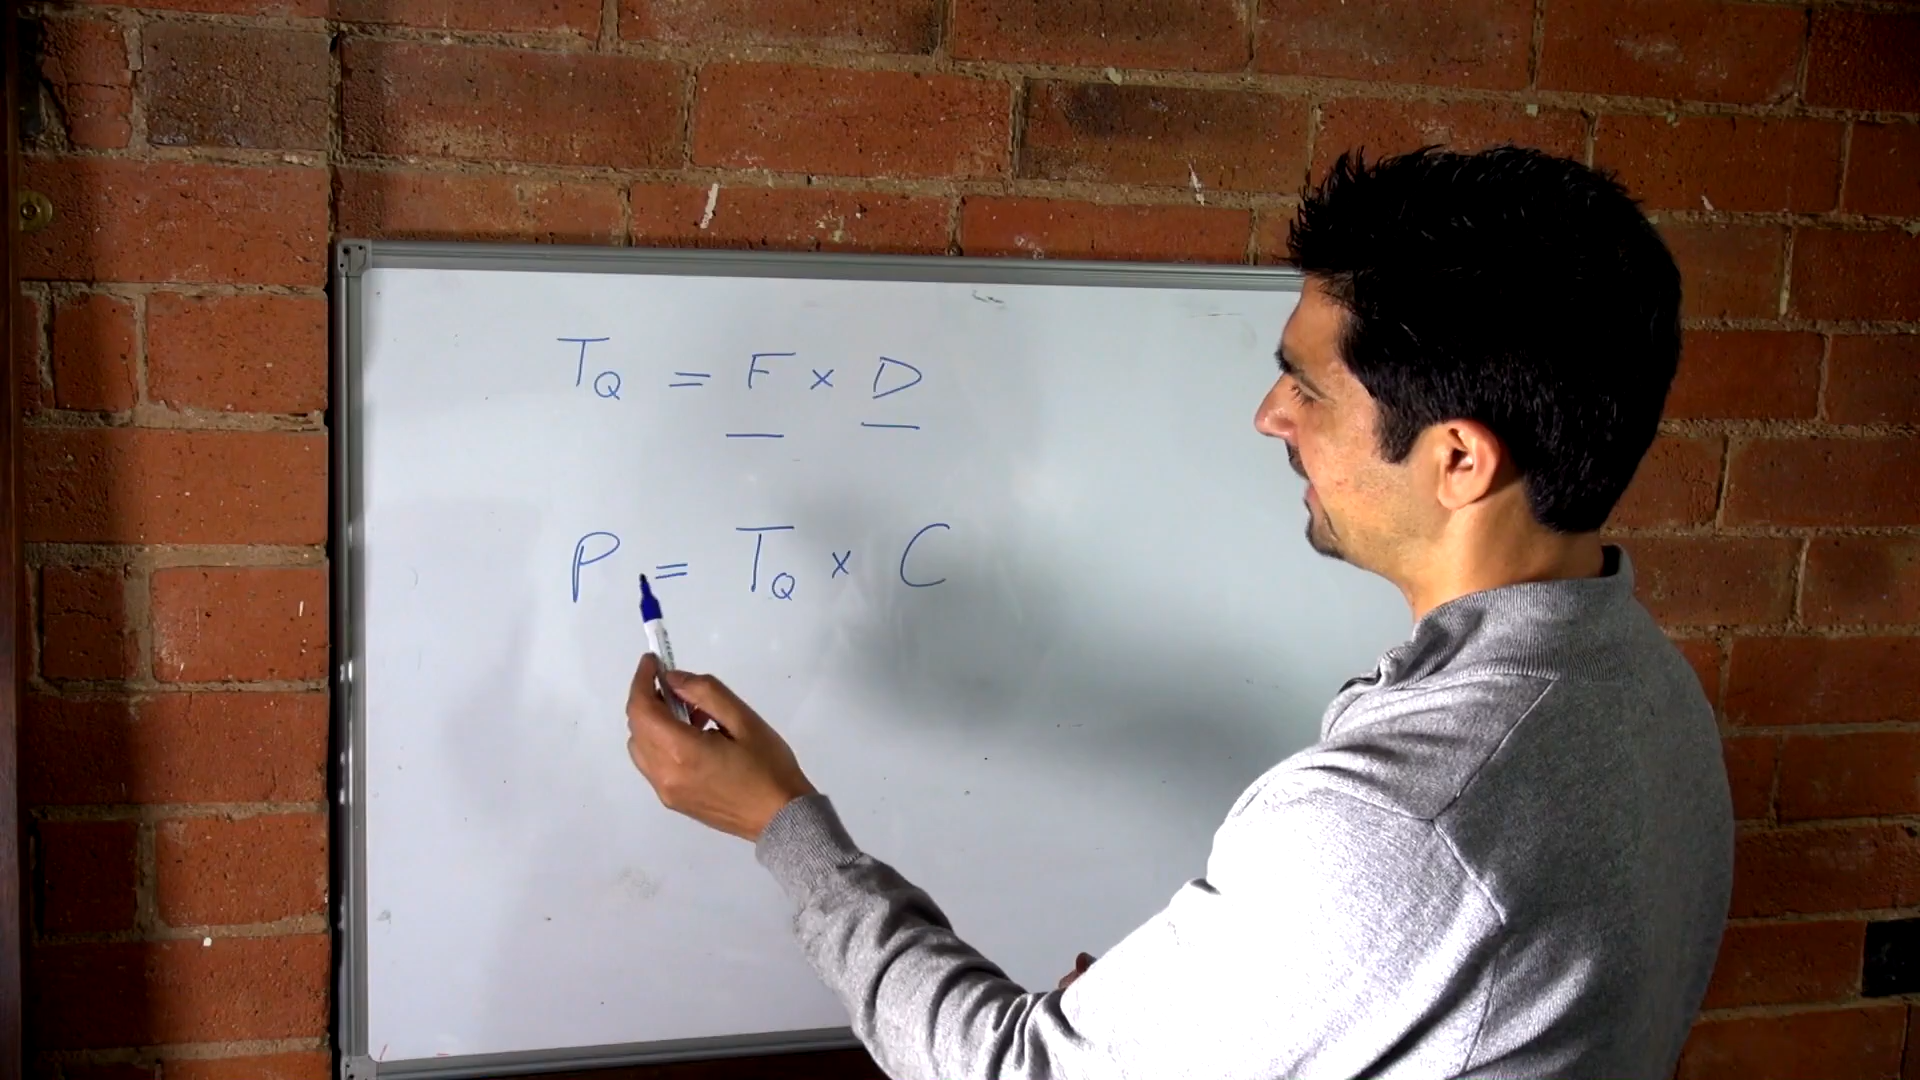 TQ = F × D
P = TQ × C